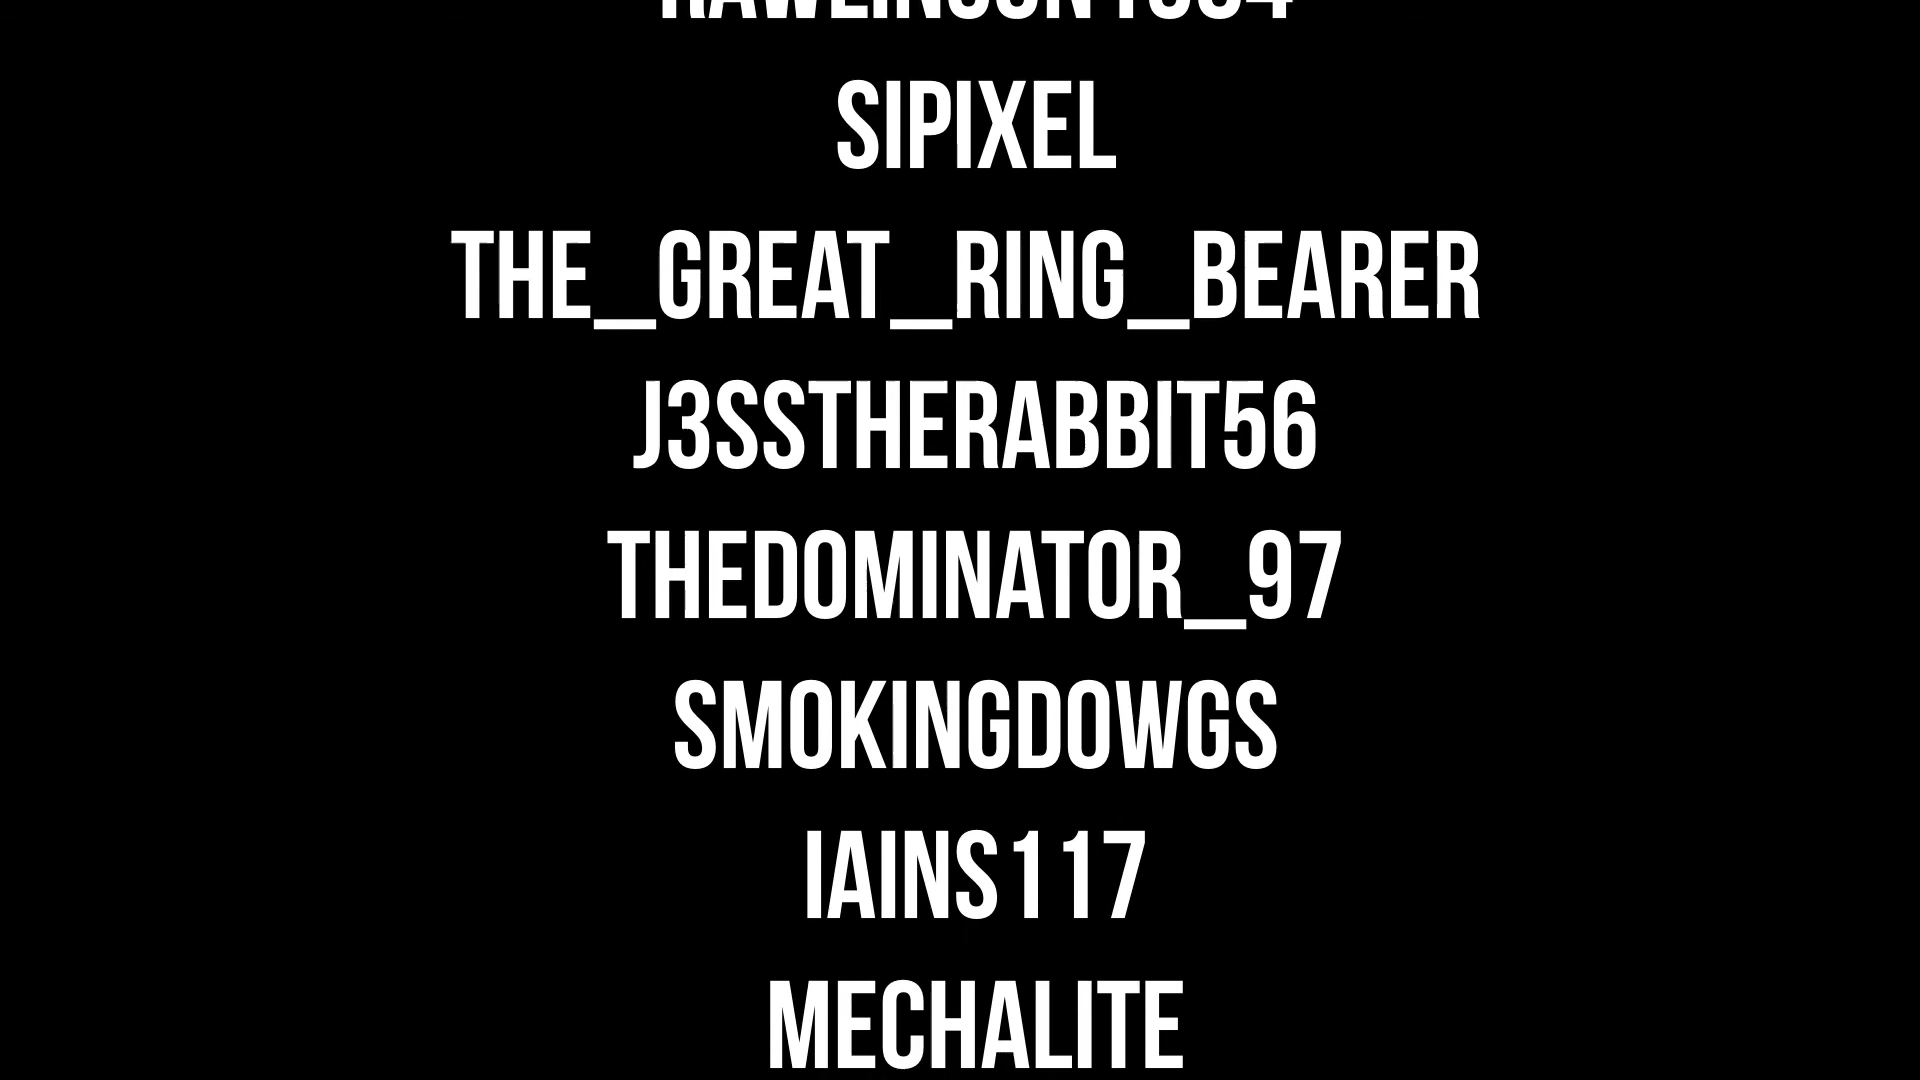 SIPIXEL
THE_GREAT_RING_BEARER
J3SSTHERABBIT56
THEDOMINATOR_97
SMOKINGDOWGS
IAINS117
MECHALITE